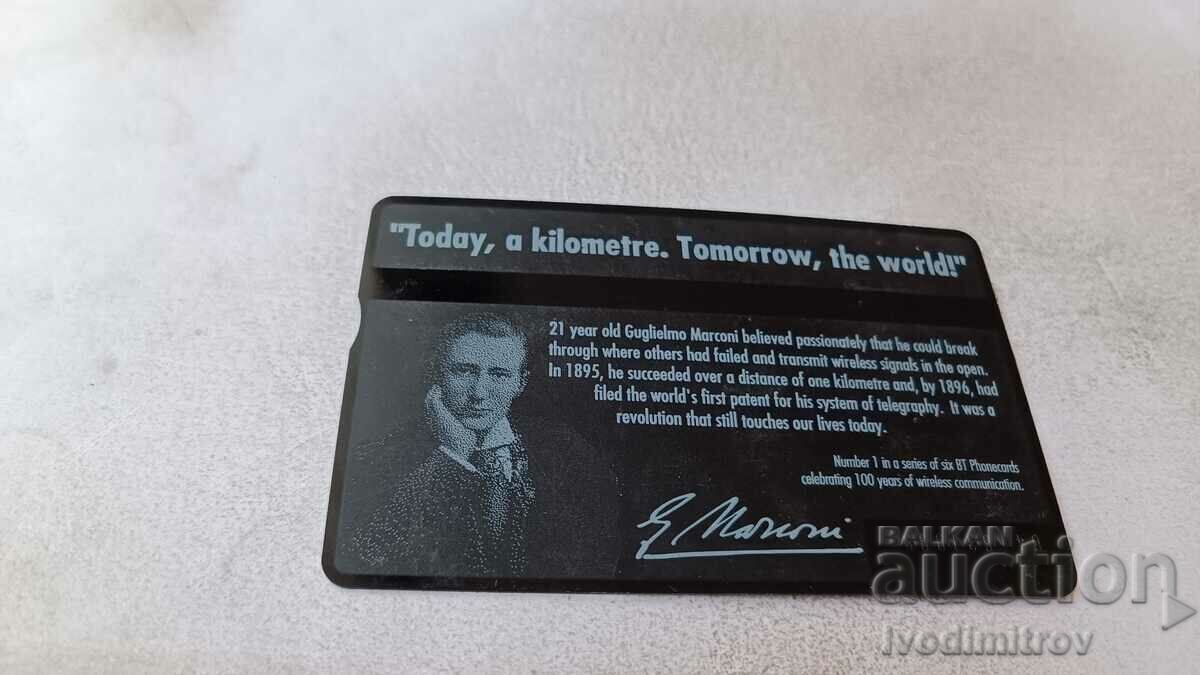 "Today, a kilometre. Tomorrow, the world!"
21 year old Guglielmo Marconi believed passionately that he could break
through where others had failed and transmit wireless signals in the open.
In 1895, he succeeded over a distance of one kilometre and, by 1896, had
filed the world's first patent for his system of telegraphy. It was a
revolution that still touches our lives today.
Number 1 in a series of six BT Phonecards
celebrating 100 years of wireless communication.
G Marconi
BALKAN
auction
Ivodimitrov